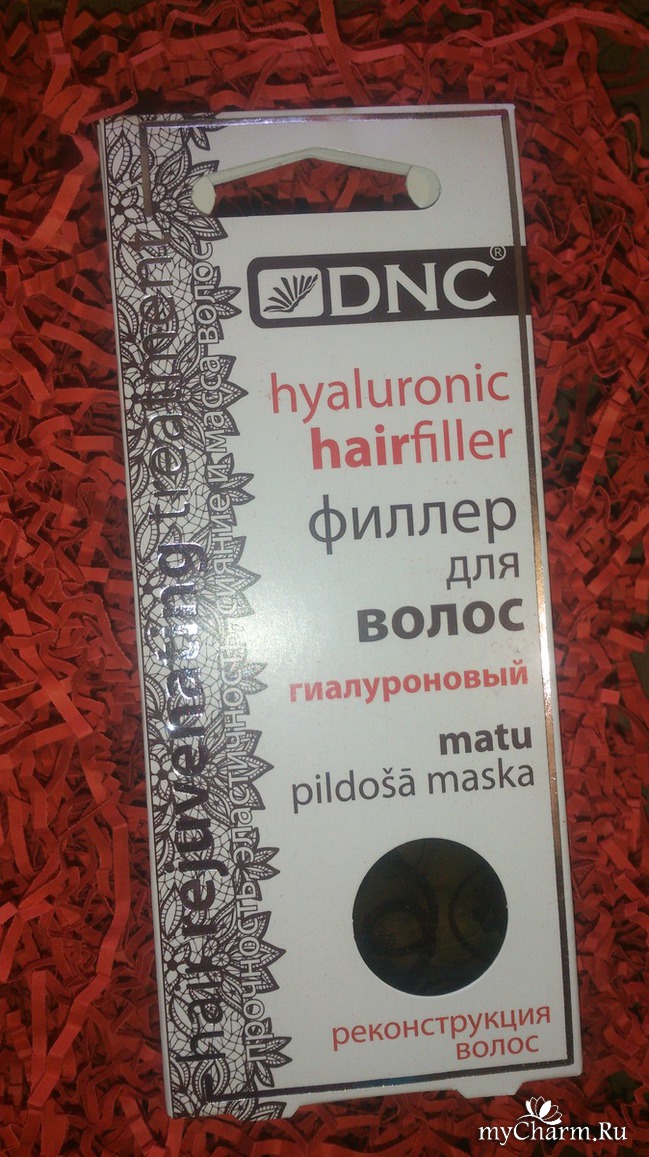 DNC®
hyaluronic
hairfiller
филлер
для
волос
гиалуроновый
matu
pildošā maska
реконструкция
волос
hair rejuvenating treatment
прочность эластичность сияние и масса волос
myCharm.Ru